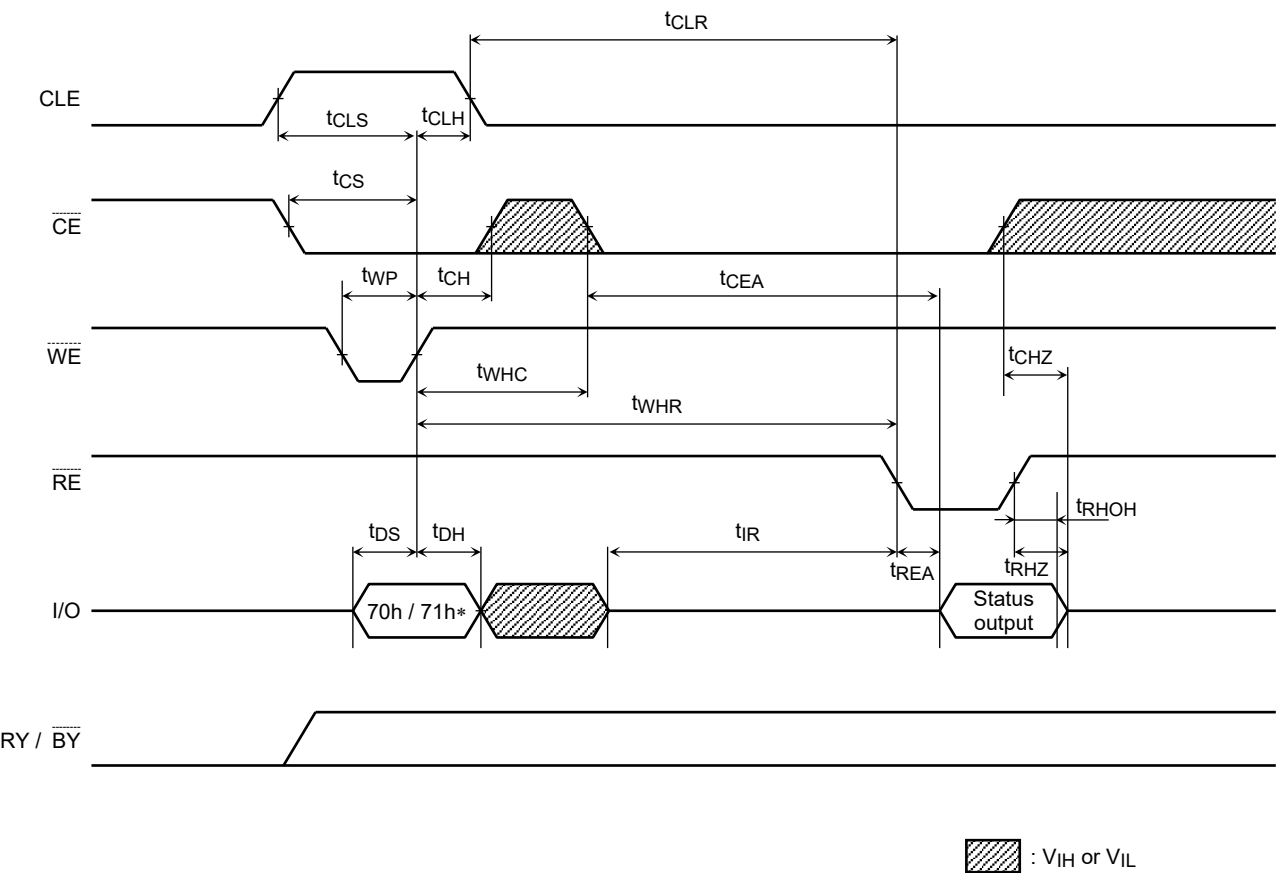 tCLR
CLE
tCLS
tCLH
tCS
CE
tWP
tCH
tCEA
WE
tCHZ
tWHC
tWHR
RE
tRHOH
tDS
tDH
tIR
tREA
tRHZ
I/O
70h / 71h*
Status
output
RY / BY
: VIH or VIL